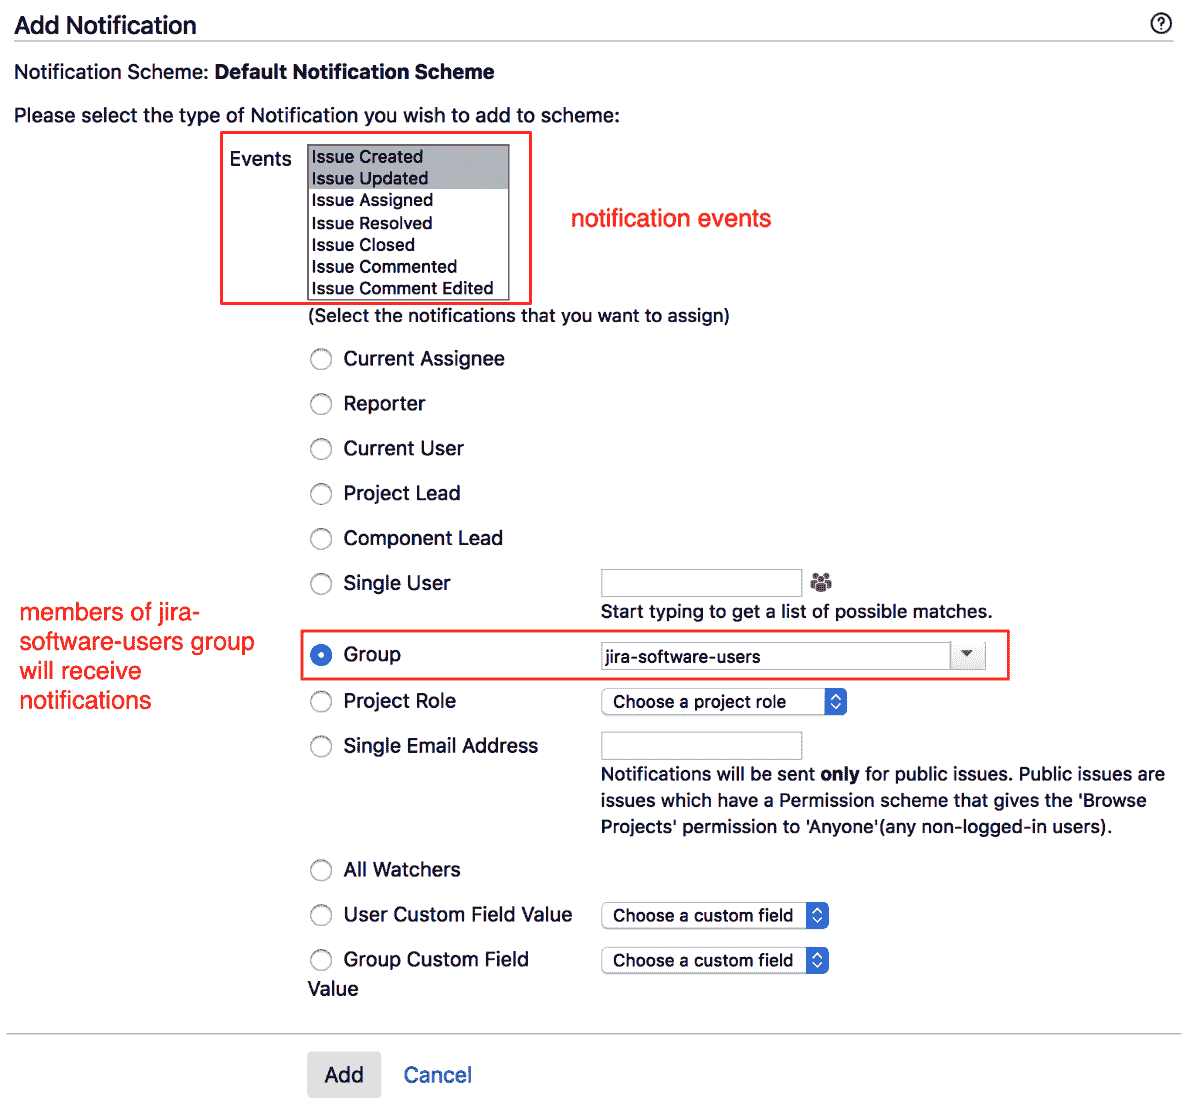 Add Notification
Notification Scheme: Default Notification Scheme
Please select the type of Notification you wish to add to scheme:
Events
Issue Created
Issue Updated
Issue Assigned
Issue Resolved
Issue Closed
Issue Commented
Issue Comment Edited
notification events
(Select the notifications that you want to assign)
Current Assignee
Reporter
Current User
Project Lead
Component Lead
Single User
Start typing to get a list of possible matches.
members of jira-
software-users group
will receive
notifications
Group jira-software-users
Project Role Choose a project role
Single Email Address
Notifications will be sent only for public issues. Public issues are
issues which have a Permission scheme that gives the 'Browse
Projects' permission to 'Anyone'(any non-logged-in users).
All Watchers
User Custom Field Value Choose a custom field
Group Custom Field Choose a custom field
Value
Add Cancel